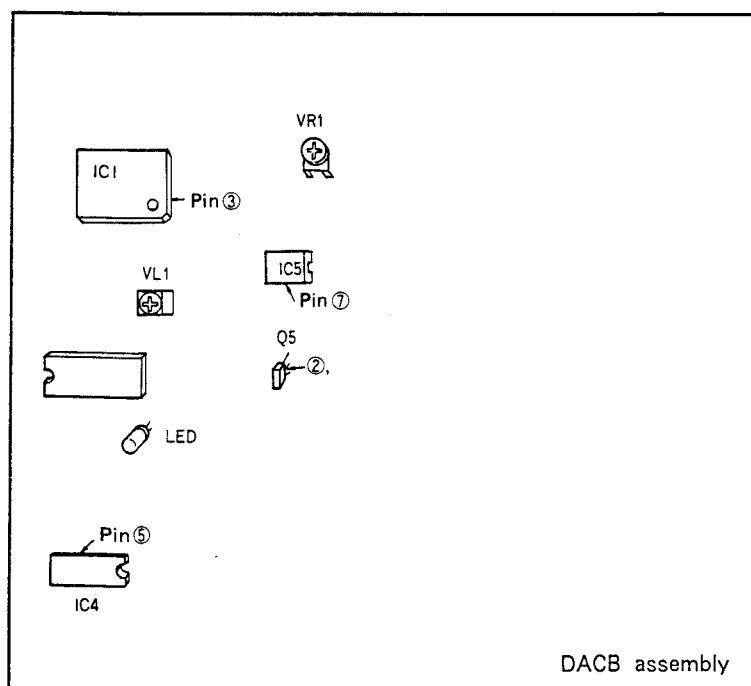 VR1
IC1
Pin③
VL1
IC5
Pin⑦
Q5
②,
LED
Pin⑤
IC4
DACB assembly